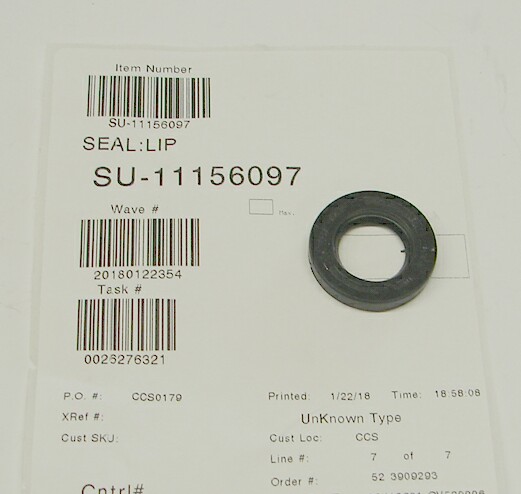 Item Number
SU-11156097
SEAL:LIP
SU-11156097
Wave #
20180122354
Task #
0026276321
P.O. #: CCS0179 Printed: 1/22/18 Time: 18:58:08
XRef #: UnKnown Type
Cust SKJ: Cust Loc: CCS
Line #: 7 of 7
Order #: 52 3909293
Cntrl#